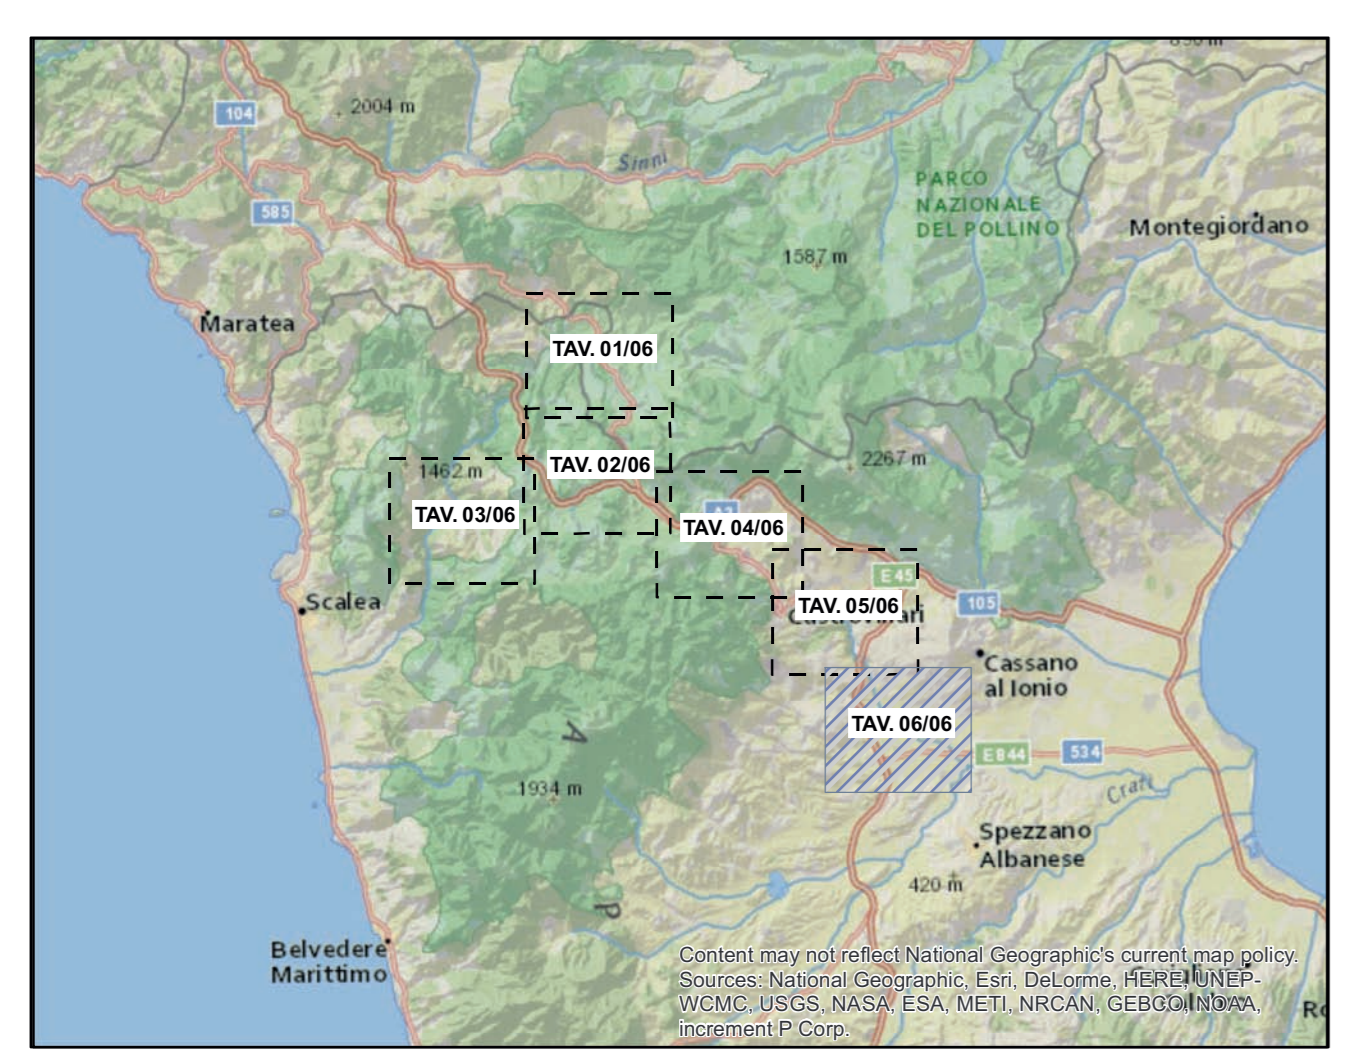 104
2004 m
Sinni
585
PARCO
NAZIONALE
DEL POLLINO
Montegiordano
1587 m
Maratea
TAV. 01/06
1462 m
TAV. 02/06
2267 m
TAV. 03/06
TAV. 04/06
E 45
Scalea
TAV. 05/06
105
Cassano
al Ionio
TAV. 06/06
A
E844
534
1934 m
Crati
Spezzano
Albanese
420 m
P
Belvedere
Marittimo
Content may not reflect National Geographic's current map policy.
Sources: National Geographic, Esri, DeLorme, HERE, UNEP-
WCMC, USGS, NASA, ESA, METI, NRCAN, GEBCO, NOAA,
increment P Corp.